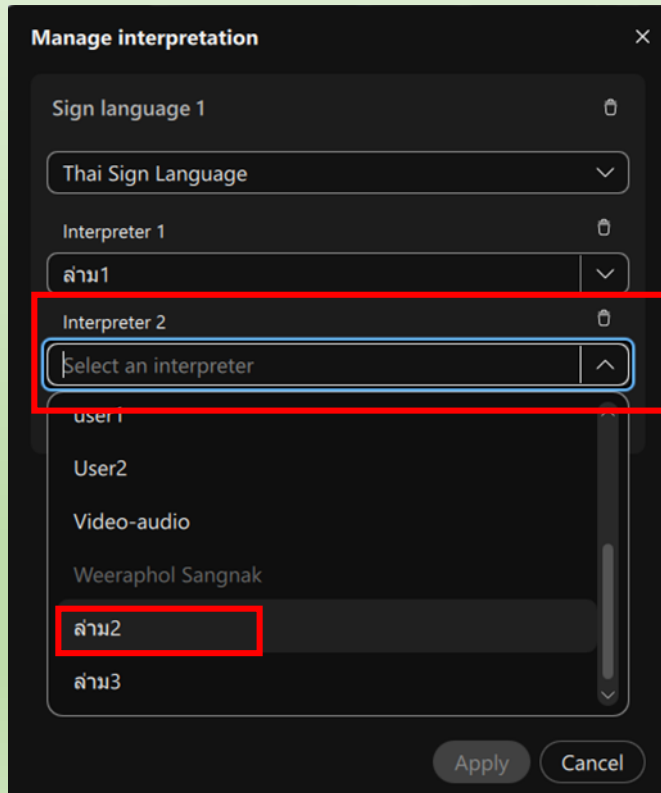 Manage interpretation
Sign language 1
Thai Sign Language
Interpreter 1
ล่าม1
Interpreter 2
Select an interpreter
user1
User2
Video-audio
Weeraphol Sangnak
ล่าม2
ล่าม3
Apply
Cancel